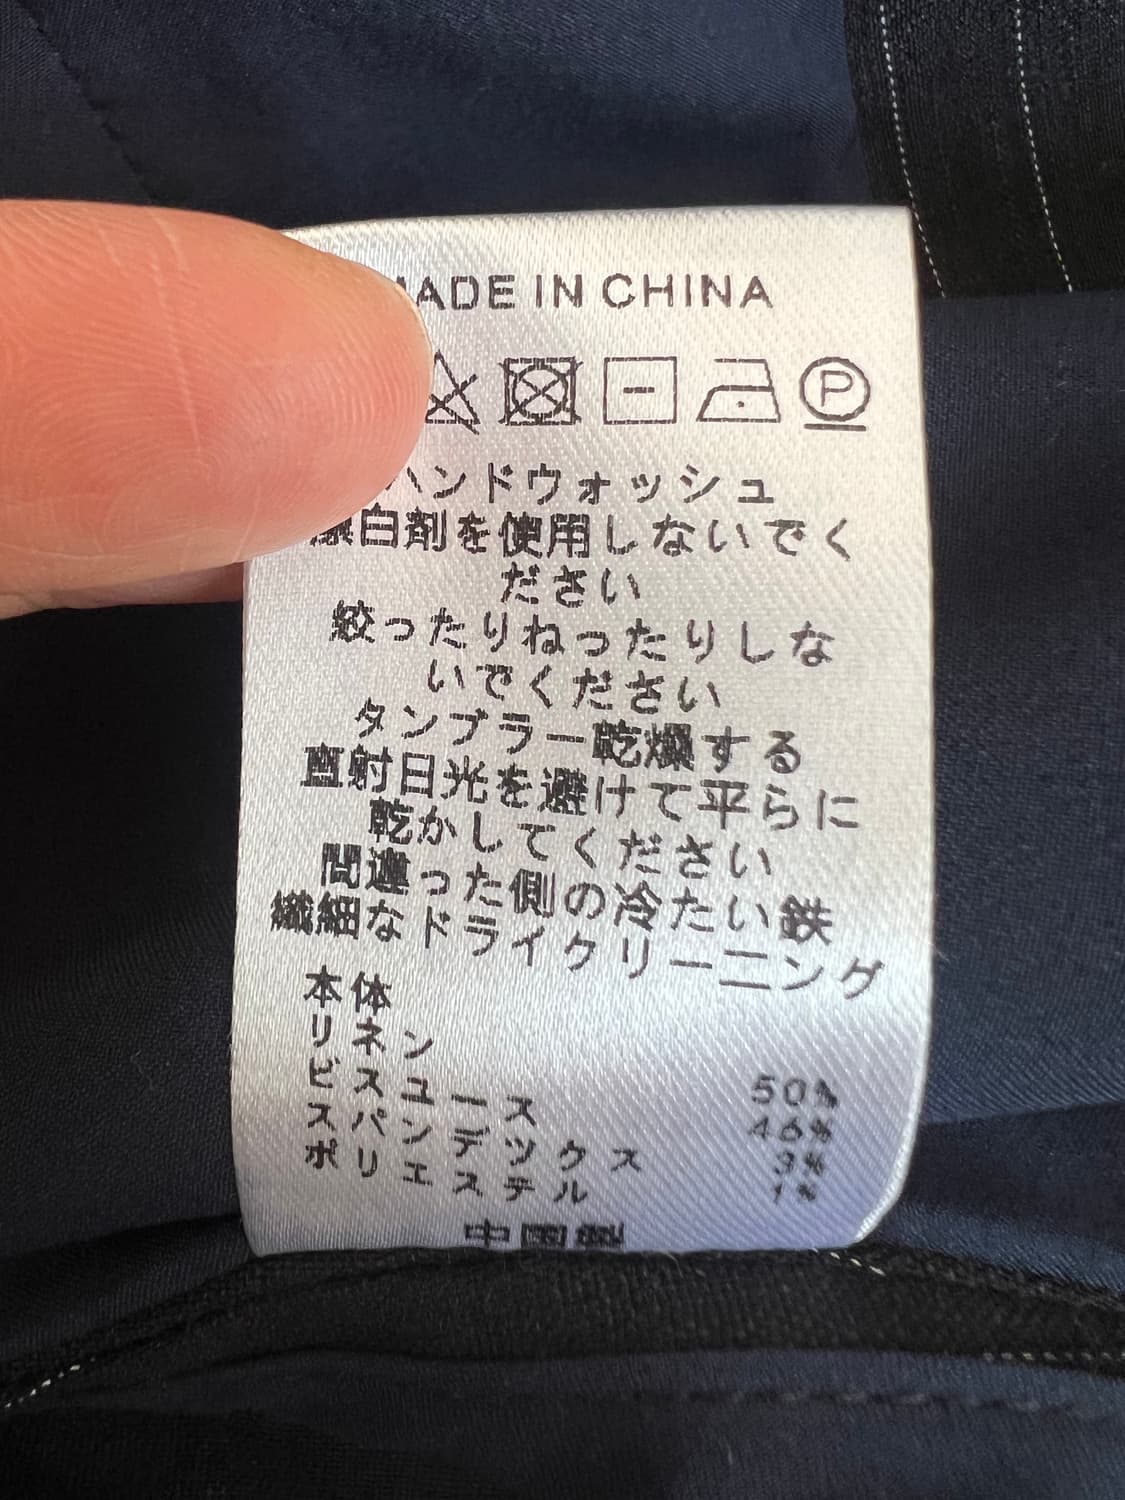 MADE IN CHINA
P
ハンドウォッシュ
漂白剤を使用しないでく
ださい
絞ったりねったりしな
いでください
タンブラー乾燥する
直射日光を避けて平らに
乾かしてください
間違った側の冷たい鉄
繊細なドライクリーニング
本体
リネン 50%
ビスユース 46%
スパンデツクス 3%
ポリエステル 1%
中国製